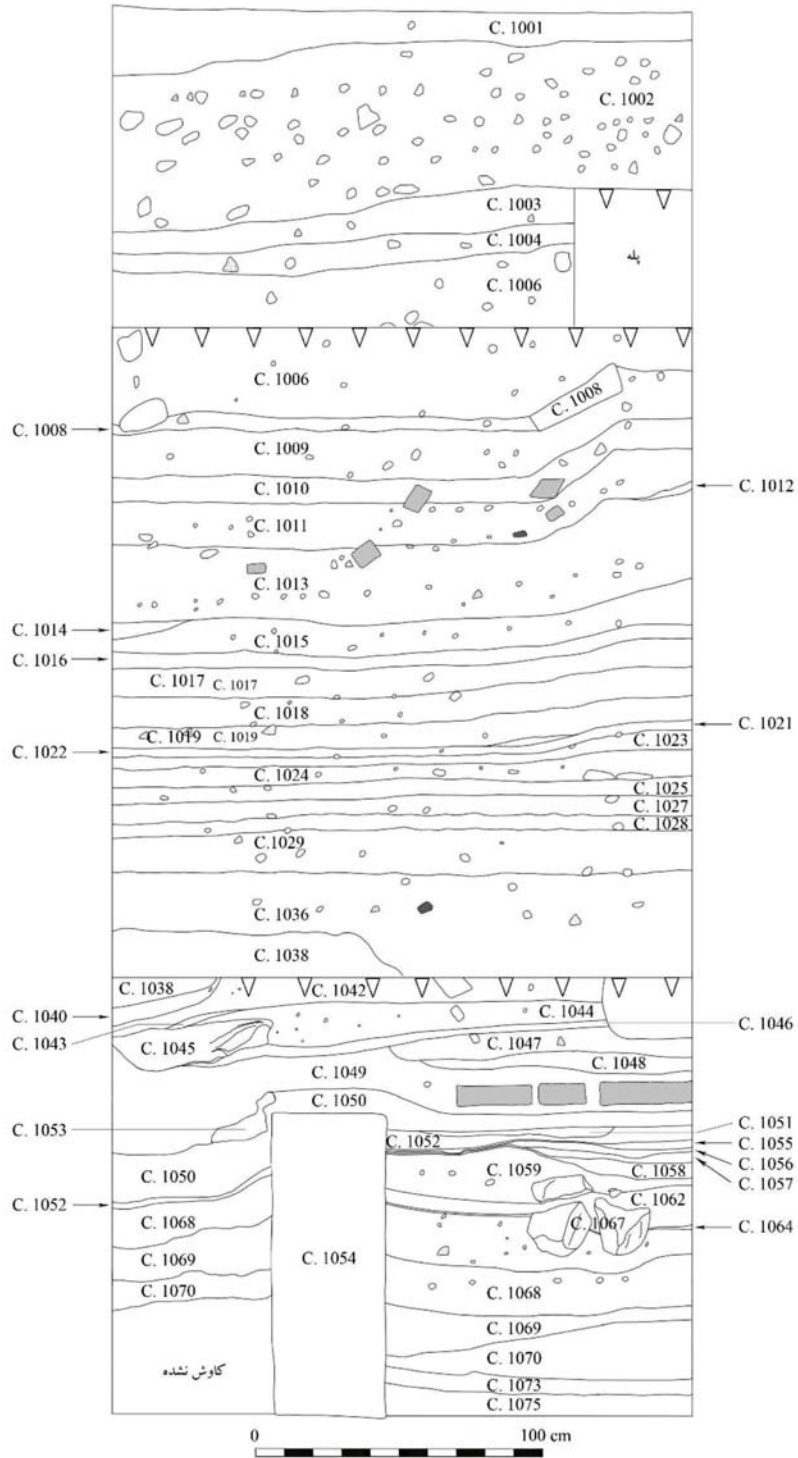 C. 1001
C. 1002
C. 1003
پله
C. 1004
C. 1006
C. 1006
C. 1008
C. 1008
C. 1009
C. 1012
C. 1010
C. 1011
C. 1013
C. 1014
C. 1015
C. 1016
C. 1017
C. 1017
C. 1018
C. 1021
C. 1019
C. 1019
C. 1023
C. 1022
C. 1024
C. 1025
C. 1027
C. 1028
C. 1029
C. 1036
C. 1038
C. 1038
C. 1042
C. 1040
C. 1044
C. 1046
C. 1043
C. 1045
C. 1047
C. 1048
C. 1049
C. 1050
C. 1051
C. 1053
C. 1052
C. 1055
C. 1056
C. 1057
C. 1050
C. 1059
C. 1058
C. 1062
C. 1052
C. 1068
C. 1067
C. 1064
C. 1054
C. 1069
C. 1068
C. 1070
C. 1069
C. 1070
کاوش نشده
C. 1073
C. 1075
0
100 cm